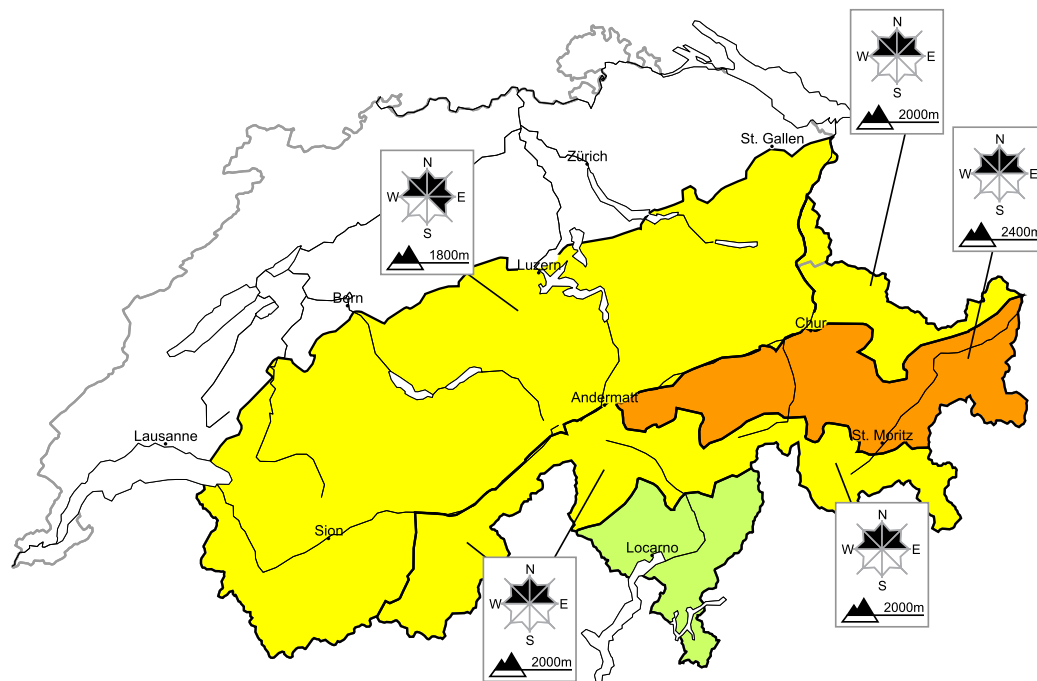 N
W E
S
2000m
St. Gallen
N
W E
S
2400m
Zürich
N
W E
S
1800m
Luzern
Bern
Chur
Andermatt
Lausanne
St. Moritz
Sion
Locarno
N
W E
S
2000m
N
W E
S
2000m